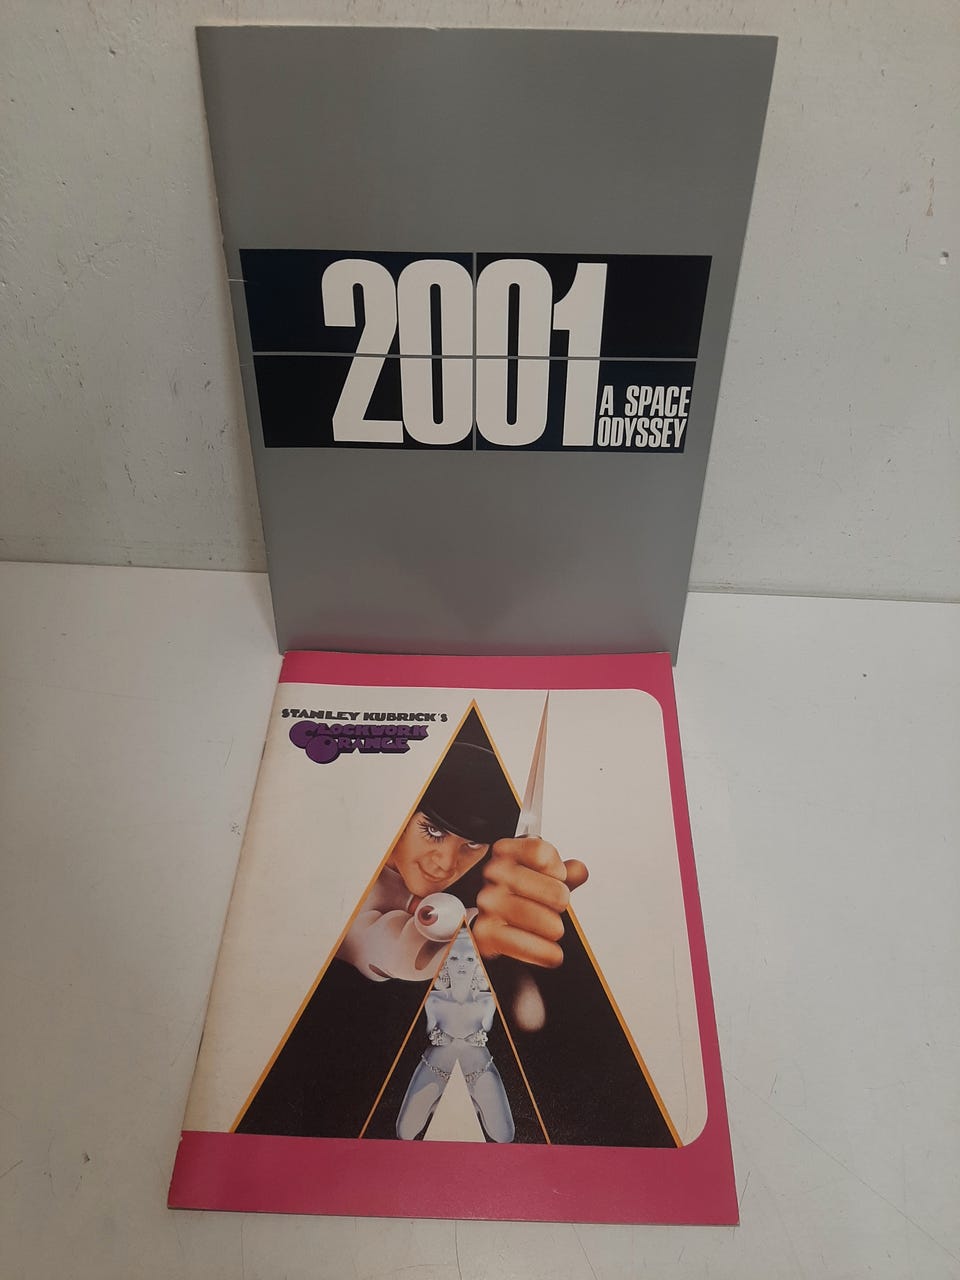 2001
A SPACE
ODYSSEY
STANLEY KUBRICK'S
CLOCKWORK
ORANGE